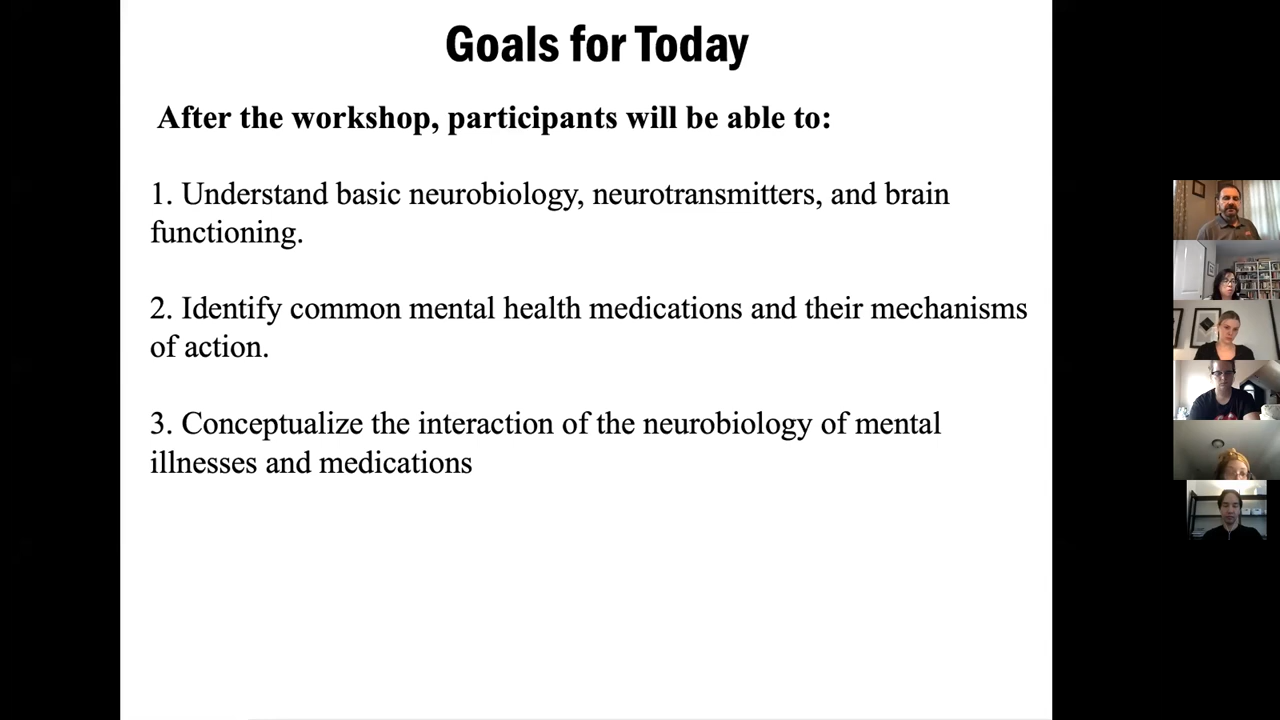 Goals for Today
After the workshop, participants will be able to:
1. Understand basic neurobiology, neurotransmitters, and brain
functioning.
2. Identify common mental health medications and their mechanisms
of action.
3. Conceptualize the interaction of the neurobiology of mental
illnesses and medications